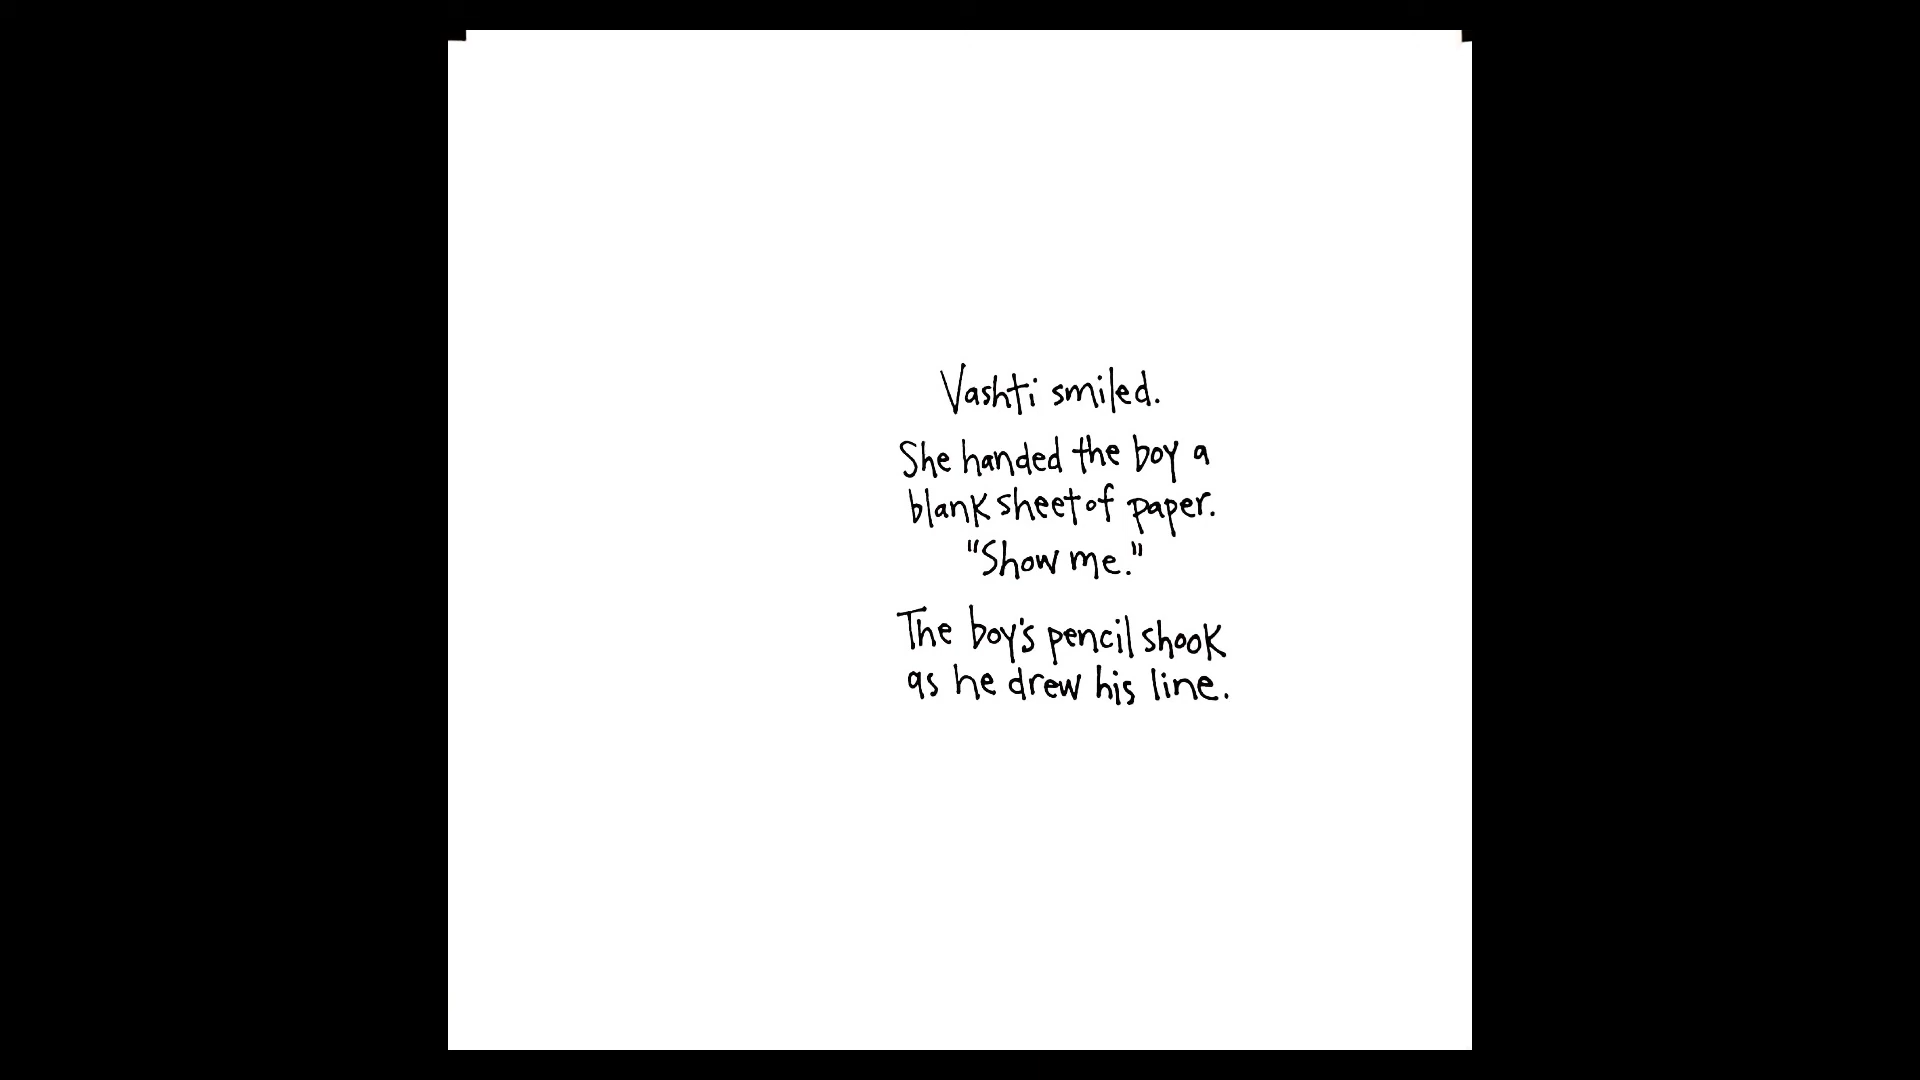 Vashti smiled.
She handed the boy a
blank sheet of paper.
"Show me."
The boy's pencil shook
as he drew his line.